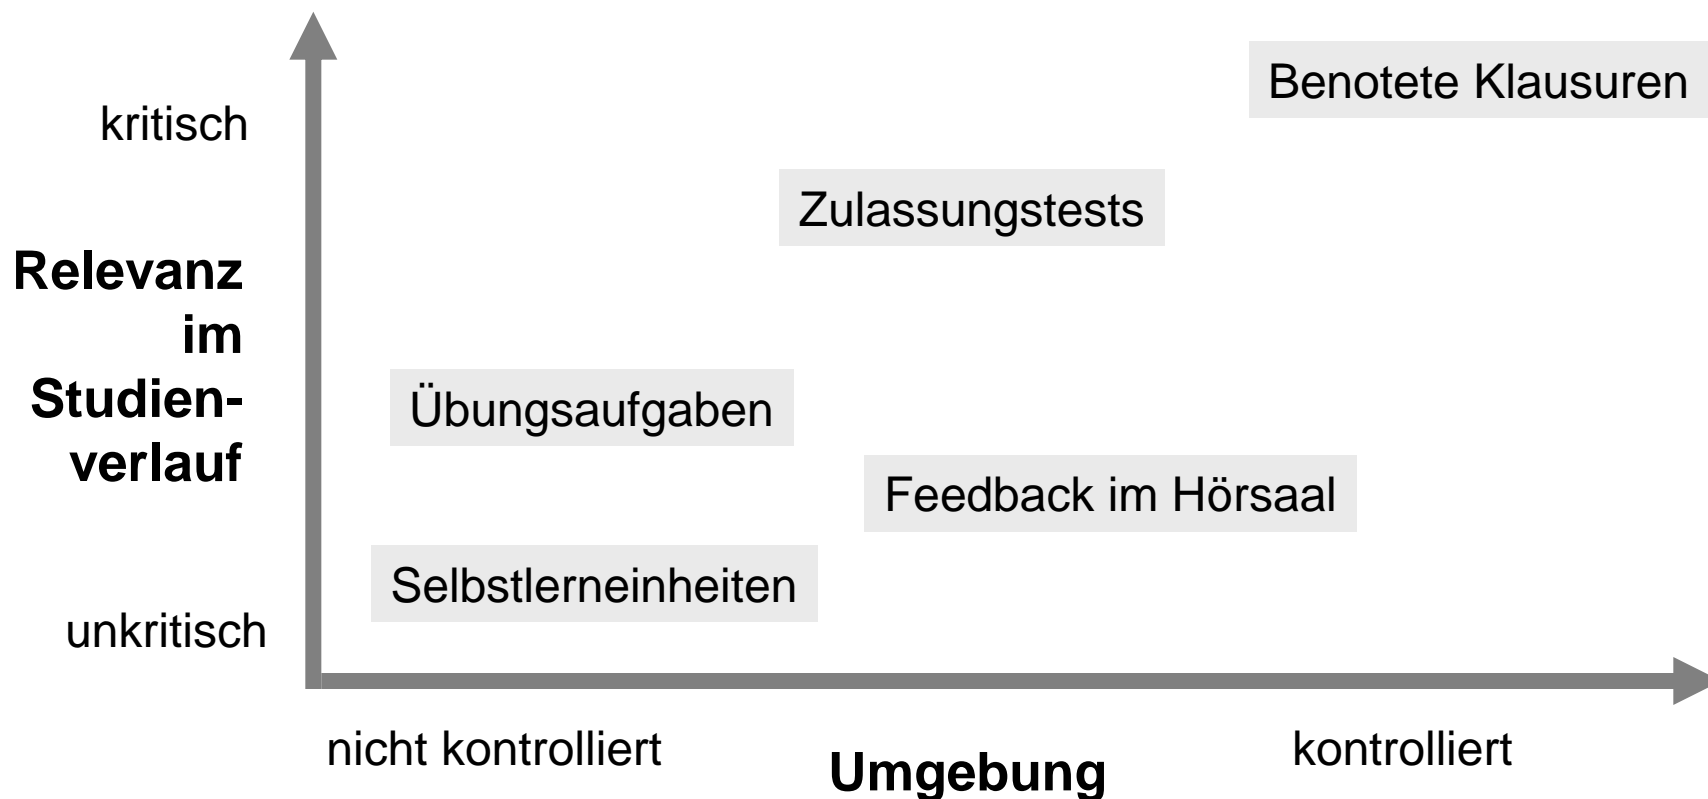 Benotete Klausuren
kritisch
Zulassungstests
Relevanz
im
Studien-
verlauf
Übungsaufgaben
Feedback im Hörsaal
Selbstlerneinheiten
unkritisch
nicht kontrolliert
Umgebung
kontrolliert